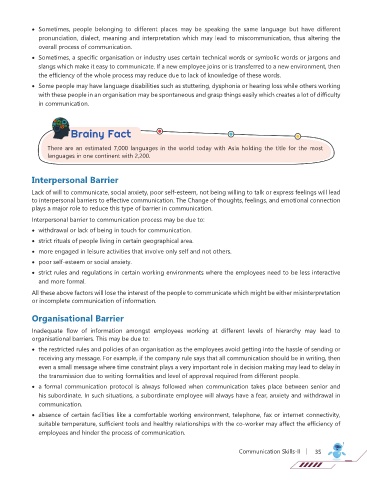 • Sometimes, people belonging to different places may be speaking the same language but have different
pronunciation, dialect, meaning and interpretation which may lead to miscommunication, thus altering the
overall process of communication.
• Sometimes, a specific organisation or industry uses certain technical words or symbolic words or jargons and
slangs which make it easy to communicate. If a new employee joins or is transferred to a new environment, then
the efficiency of the whole process may reduce due to lack of knowledge of these words.
• Some people may have language disabilities such as stuttering, dysphonia or hearing loss while others working
with these people in an organisation may be spontaneous and grasp things easily which creates a lot of difficulty
in communication.
Brainy Fact
There are an estimated 7,000 languages in the world today with Asia holding the title for the most
languages in one continent with 2,200.
Interpersonal Barrier
Lack of will to communicate, social anxiety, poor self-esteem, not being willing to talk or express feelings will lead
to interpersonal barriers to effective communication. The Change of thoughts, feelings, and emotional connection
plays a major role to reduce this type of barrier in communication.
Interpersonal barrier to communication process may be due to:
• withdrawal or lack of being in touch for communication.
• strict rituals of people living in certain geographical area.
• more engaged in leisure activities that involve only self and not others.
• poor self-esteem or social anxiety.
• strict rules and regulations in certain working environments where the employees need to be less interactive
and more formal.
All these above factors will lose the interest of the people to communicate which might be either misinterpretation
or incomplete communication of information.
Organisational Barrier
Inadequate flow of information amongst employees working at different levels of hierarchy may lead to
organisational barriers. This may be due to:
• the restricted rules and policies of an organisation as the employees avoid getting into the hassle of sending or
receiving any message. For example, if the company rule says that all communication should be in writing, then
even a small message where time constraint plays a very important role in decision making may lead to delay in
the transmission due to writing formalities and level of approval required from different people.
• a formal communication protocol is always followed when communication takes place between senior and
his subordinate. In such situations, a subordinate employee will always have a fear, anxiety and withdrawal in
communication.
• absence of certain facilities like a comfortable working environment, telephone, fax or internet connectivity,
suitable temperature, sufficient tools and healthy relationships with the co-worker may affect the efficiency of
employees and hinder the process of communication.
Communication Skills-II | 35